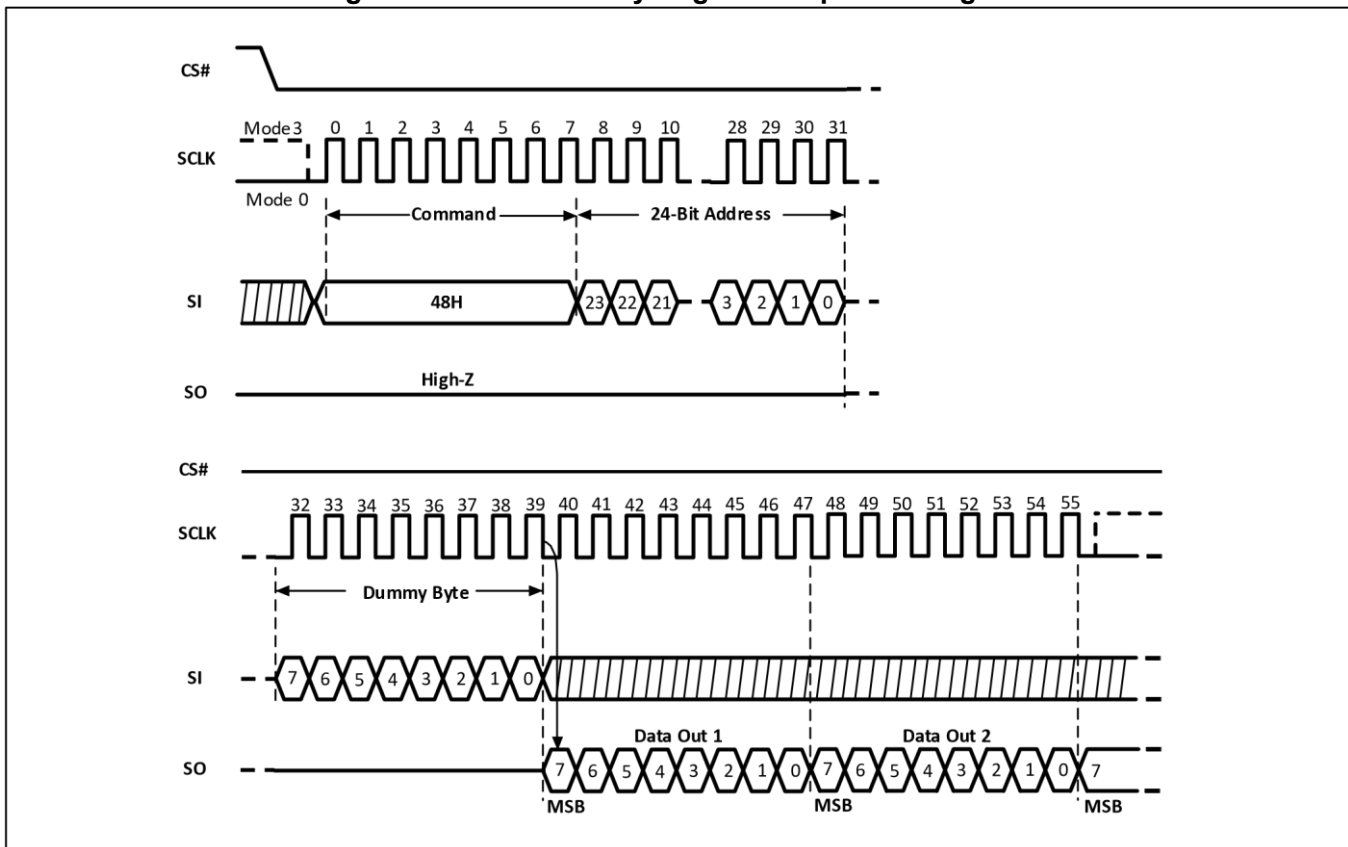 CS#
Mode3 0 1 2 3 4 5 6 7 8 9 10 28 29 30 31
SCLK
Mode 0
Command 24-Bit Address
SI 48H 23 22 21 3 2 1 0
High-Z
SO
CS#
32 33 34 35 36 37 38 39 40 41 42 43 44 45 46 47 48 49 50 51 52 53 54 55
SCLK
Dummy Byte
SI 7 6 5 4 3 2 1 0
Data Out 1 Data Out 2
SO 7 6 5 4 3 2 1 0 7 6 5 4 3 2 1 0 7
MSB MSB MSB